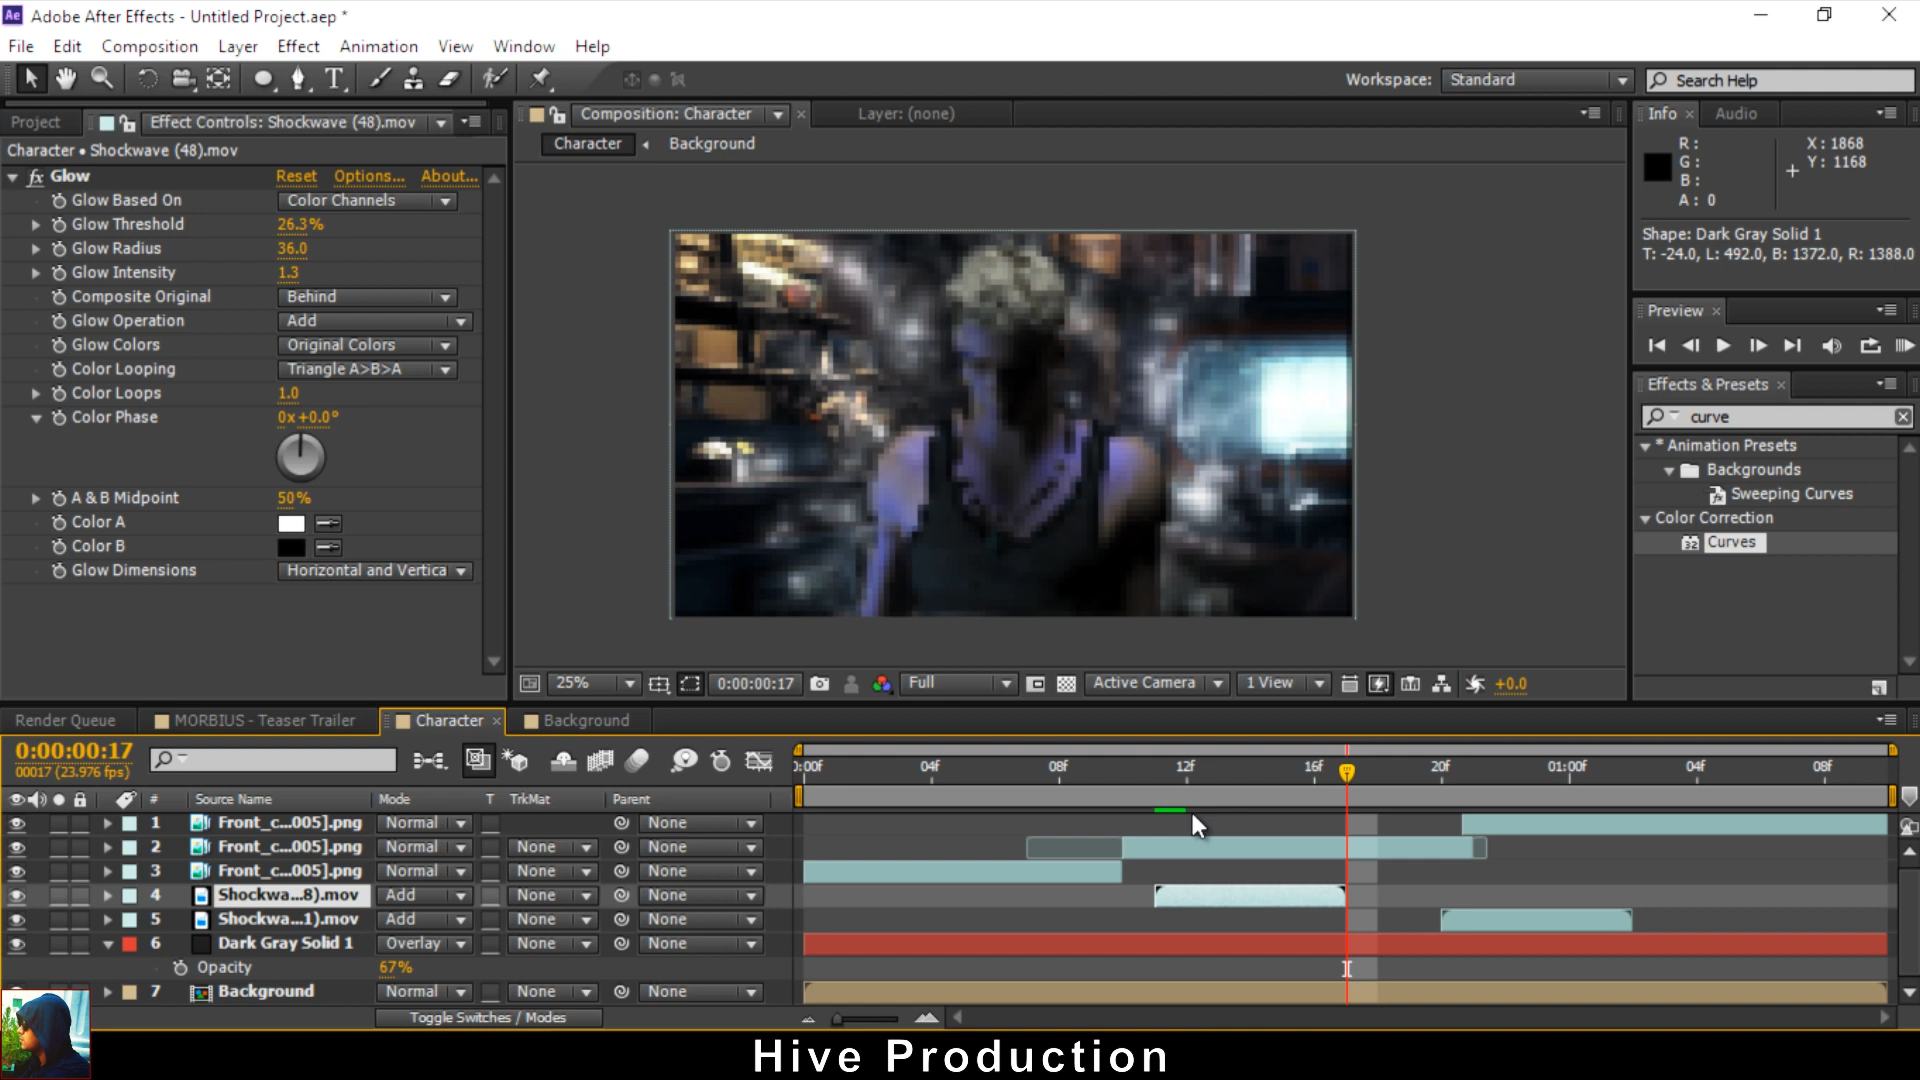 Ae Adobe After Effects - Untitled Project.aep *
File Edit Composition Layer Effect Animation View Window Help
T Workspace: Standard Search Help
Project Effect Controls: Shockwave (48).mov
Character • Shockwave (48).mov
fx Glow Reset Options... About...
Glow Based On Color Channels
Glow Threshold 26.3%
Glow Radius 36.0
Glow Intensity 1.3
Composite Original Behind
Glow Operation Add
Glow Colors Original Colors
Color Looping Triangle A>B>A
Color Loops 1.0
Color Phase 0x+0.0°
A & B Midpoint 50%
Color A
Color B
Glow Dimensions Horizontal and Vertica
Composition: Character × Layer: (none)
Character Background
25% 0:00:00:17 Full Active Camera 1 View +0.0
Info × Audio
R: X: 1868
G: Y: 1168
B:
A: 0
Shape: Dark Gray Solid 1
T: -24.0, L: 492.0, B: 1372.0, R: 1388.0
Preview ×
Effects & Presets ×
curve
* Animation Presets
Backgrounds
Sweeping Curves
Color Correction
32 Curves
Render Queue MORBIUS - Teaser Trailer Character × Background
0:00:00:17
00017 (23.976 fps)
):00f 04f 08f 12f 16f 20f 01:00f 04f 08f
# Source Name Mode T TrkMat Parent
1 Front_c...005].png Normal None
2 Front_c...005].png Normal None None
3 Front_c...005].png Normal None None
4 Shockwa...8).mov Add None None
5 Shockwa...1).mov Add None None
6 Dark Gray Solid 1 Overlay None None
Opacity 67%
7 Background Normal None None
Toggle Switches / Modes
Hive Production